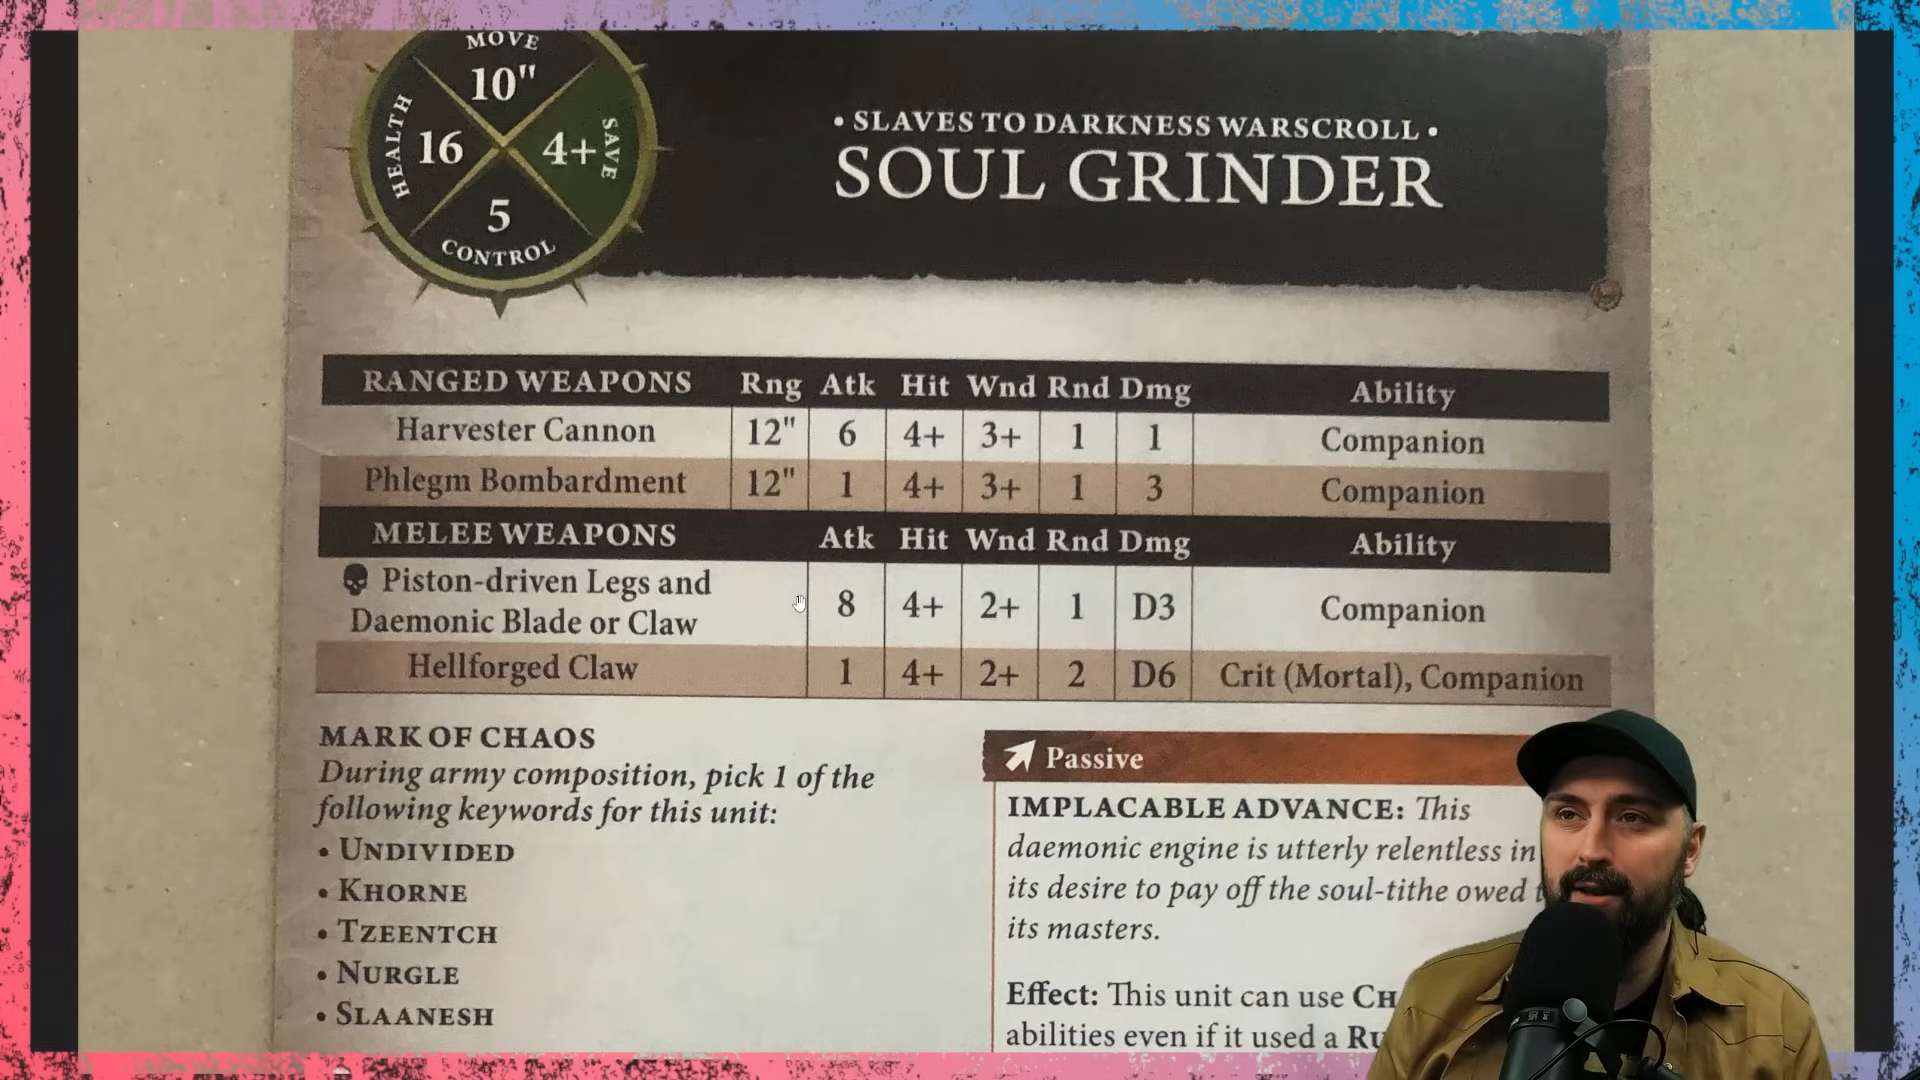 MOVE
10"
HEALTH
16
4+
SAVE
5
CONTROL
• SLAVES TO DARKNESS WARSCROLL •
SOUL GRINDER
RANGED WEAPONS Rng Atk Hit Wnd Rnd Dmg Ability
Harvester Cannon 12" 6 4+ 3+ 1 1 Companion
Phlegm Bombardment 12" 1 4+ 3+ 1 3 Companion
MELEE WEAPONS Atk Hit Wnd Rnd Dmg Ability
Piston-driven Legs and
Daemonic Blade or Claw 8 4+ 2+ 1 D3 Companion
Hellforged Claw 1 4+ 2+ 2 D6 Crit (Mortal), Companion
MARK OF CHAOS
During army composition, pick 1 of the
following keywords for this unit:
• UNDIVIDED
• KHORNE
• TZEENTCH
• NURGLE
• SLAANESH
Passive
IMPLACABLE ADVANCE: This
daemonic engine is utterly relentless in
its desire to pay off the soul-tithe owed
its masters.
Effect: This unit can use
abilities even if it used a